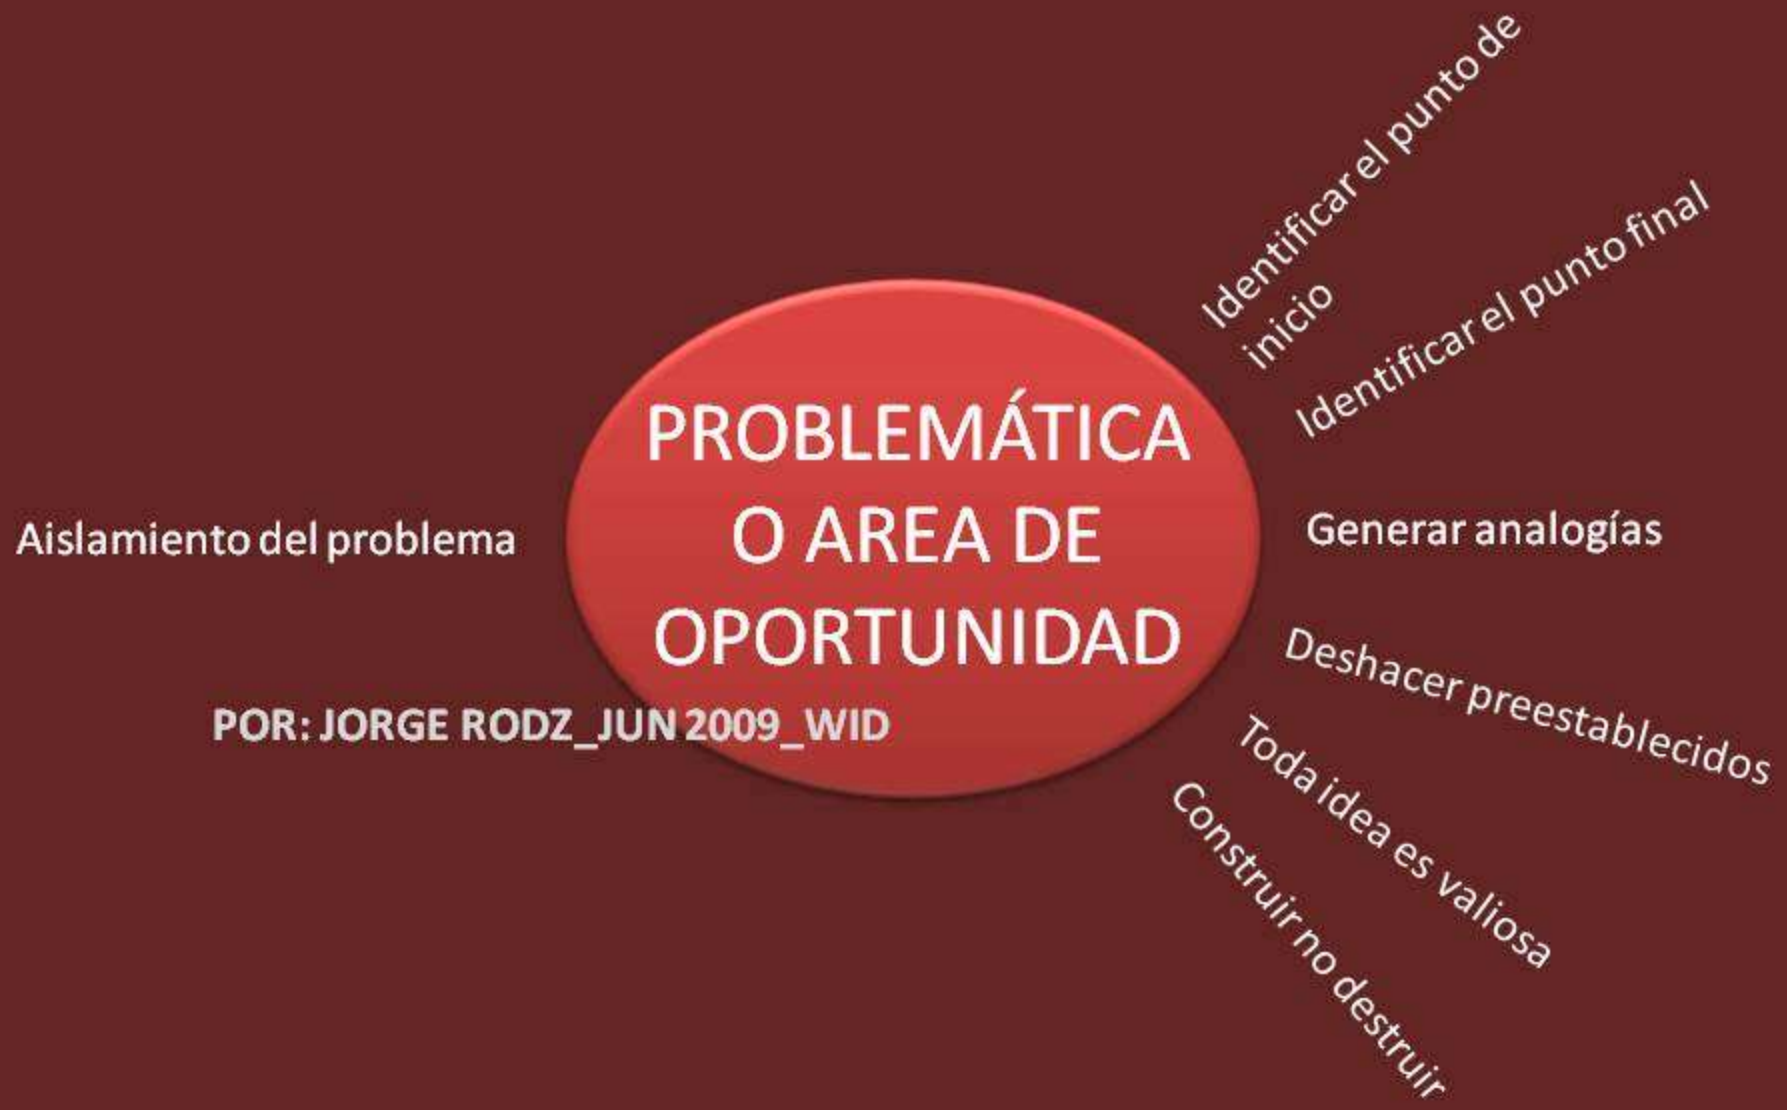 Aislamiento del problema
PROBLEMÁTICA
O AREA DE
OPORTUNIDAD
POR: JORGE RODZ_JUN 2009_WID
Identificar el punto de
inicio
Identificar el punto final
Generar analogías
Deshacer preestablecidos
Toda idea es valiosa
Construir no destruir